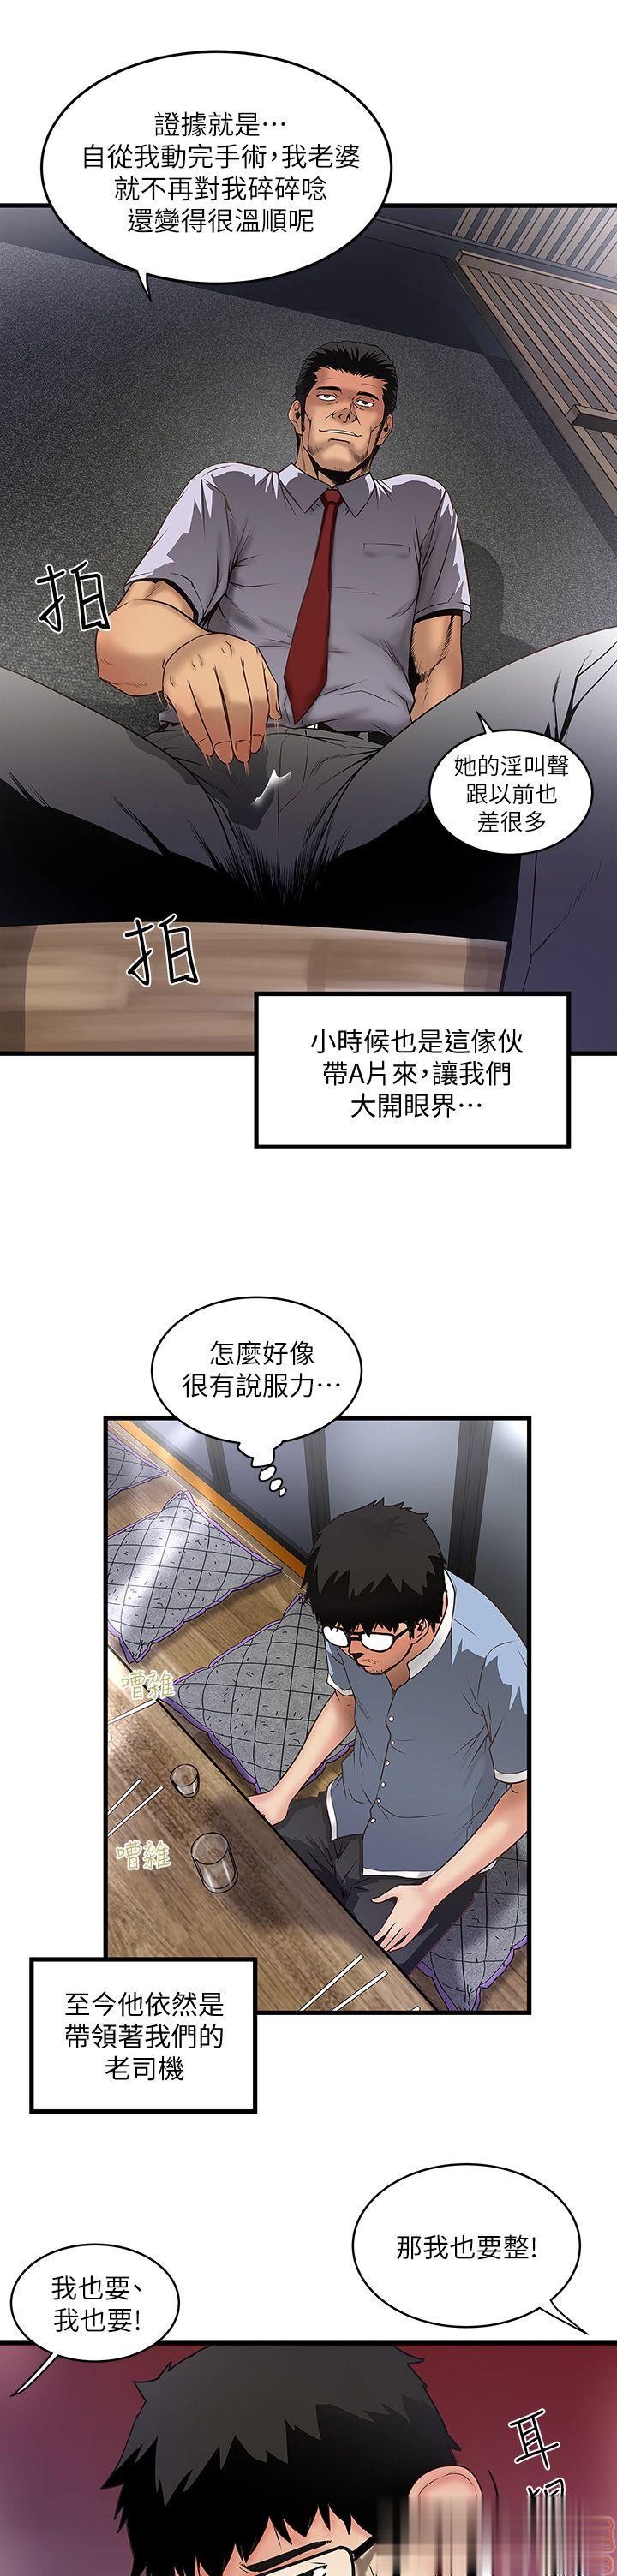 證據就是⋯
自從我動完手術，我老婆
就不再對我碎碎唸
還變得很溫順呢
拍
她的淫叫聲
跟以前也
差很多
拍
小時候也是這傢伙
帶A片來，讓我們
大開眼界⋯
怎麼好像
很有說服力⋯
嘈雜
嘈雜
至今他依然是
帶領著我們的
老司機
那我也要整！
我也要、
我也要！
耳